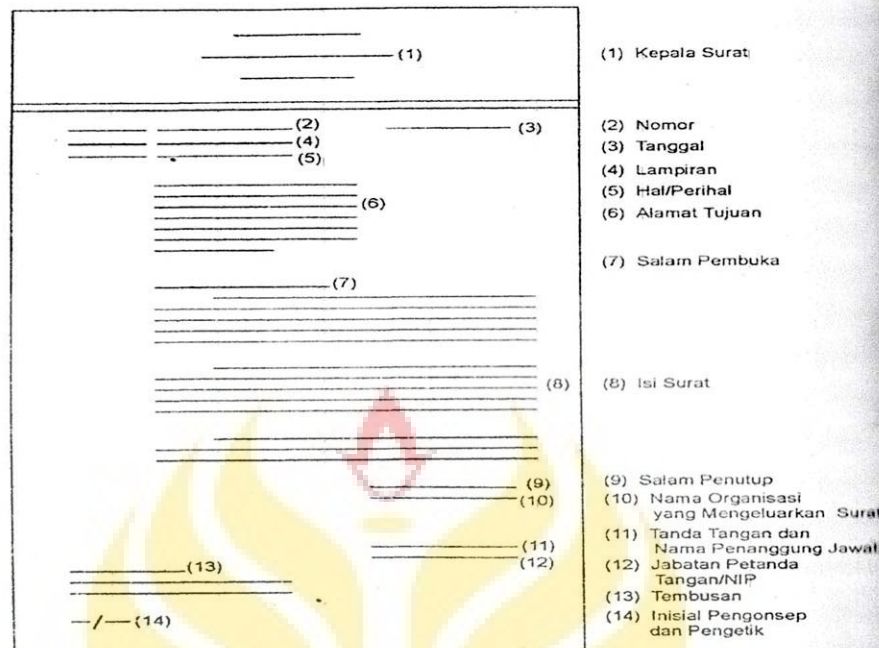 (1)
(1) Kepala Surat
(2)
(3)
(2) Nomor
(4)
(3) Tanggal
(5)
(4) Lampiran
(5) Hal/Perihal
(6)
(6) Alamat Tujuan
(7) Salam Pembuka
(7)
(8)
(8) Isi Surat
(9)
(9) Salam Penutup
(10)
(10) Nama Organisasi
yang Mengeluarkan Surat
(11)
(11) Tanda Tangan dan
Nama Penanggung Jawab
(12)
(12) Jabatan Petanda
Tangan/NIP
(13)
(13) Tembusan
/
(14)
(14) Inisial Pengonsep
dan Pengetik